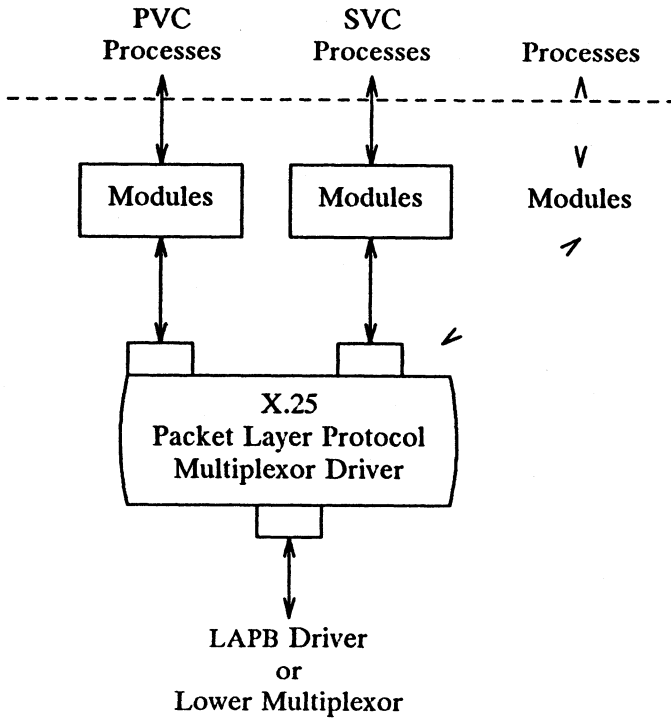 PVC
Processes
SVC
Processes
Processes
Modules
Modules
Modules
X.25
Packet Layer Protocol
Multiplexor Driver
LAPB Driver
or
Lower Multiplexor